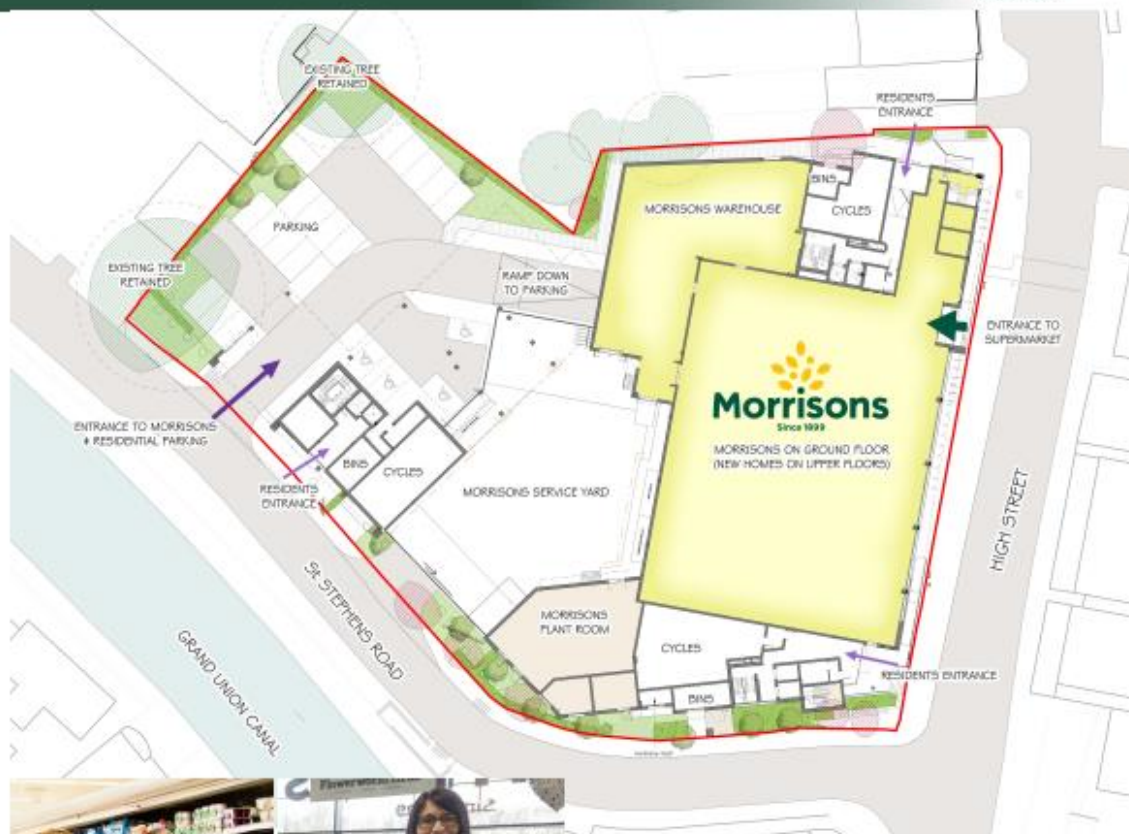 EXISTING TREE
RETAINED
RESIDENTS
ENTRANCE
BINS
CYCLES
MORRISONS WAREHOUSE
PARKING
EXISTING TREE
RETAINED
RAMP DOWN
TO PARKING
ENTRANCE TO
SUPERMARKET
Morrisons
Since 1899
MORRISONS ON GROUND FLOOR
(NEW HOMES ON UPPER FLOORS)
ENTRANCE TO MORRISONS
& RESIDENTIAL PARKING
BINS
CYCLES
RESIDENTS
ENTRANCE
MORRISONS SERVICE YARD
HIGH STREET
St STEPHENS ROAD
MORRISONS
PLANT ROOM
CYCLES
RESIDENTS ENTRANCE
BINS
GRAND UNION CANAL